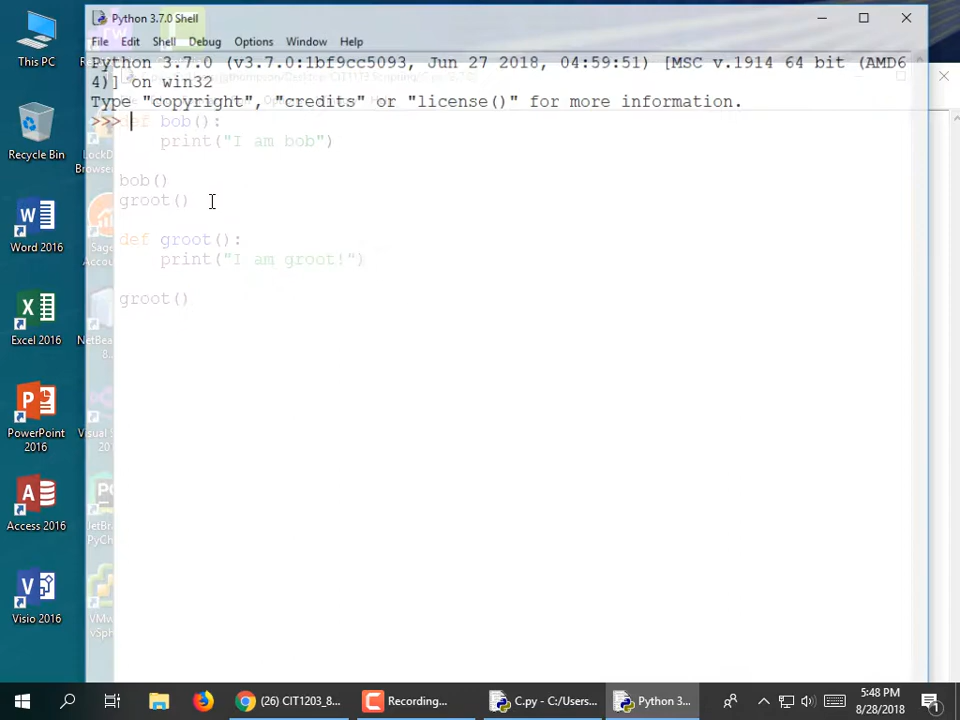 This PC
Recycle Bin
Word 2016
Excel 2016
PowerPoint
2016
Access 2016
Visio 2016
Python 3.7.0 Shell
File Edit Shell Debug Options Window Help
Python 3.7.0 (v3.7.0:1bf9cc5093, Jun 27 2018, 04:59:51) [MSC v.1914 64 bit (AMD6
4)] on win32
Type "copyright", "credits" or "license()" for more information.
>>>
def bob():
print("I am bob")
bob()
groot()
def groot():
print("I am groot!")
groot()
(26) CIT1203_8...
Recording...
C.py - C:/Users...
Python 3...
5:48 PM
8/28/2018
1